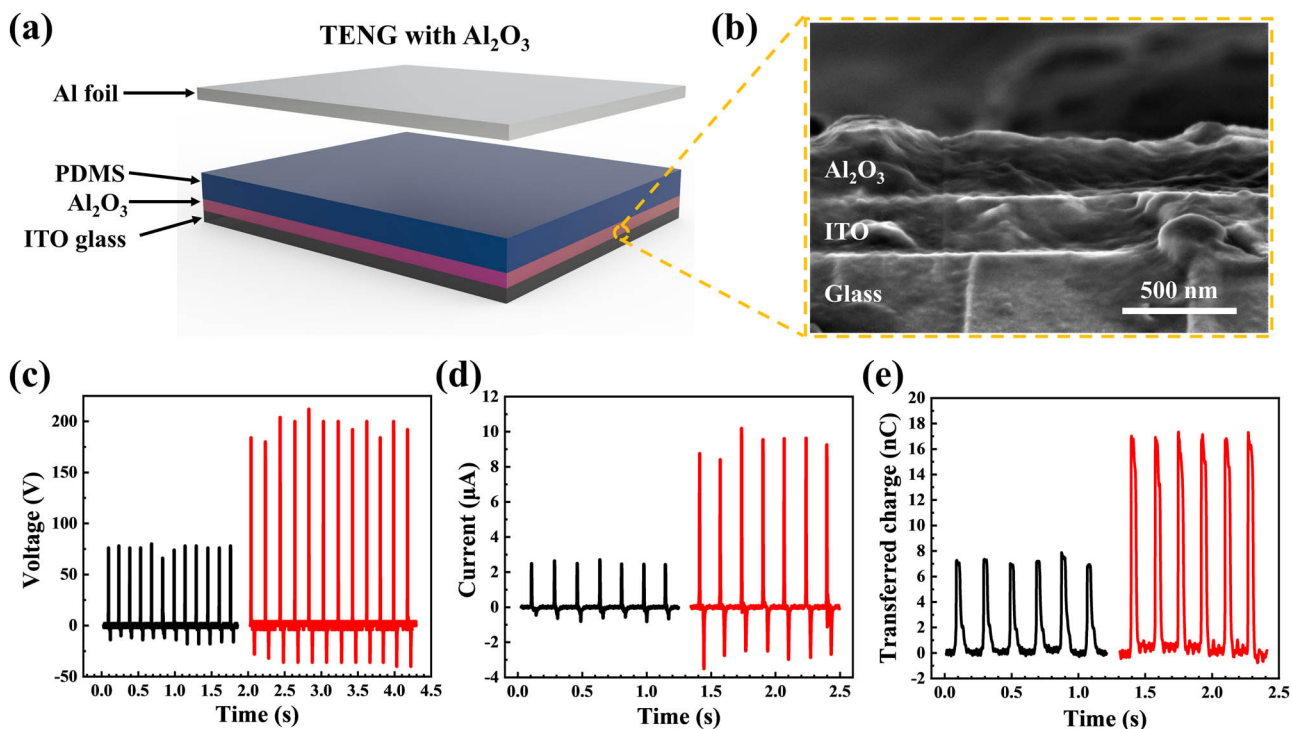 (a)
TENG with Al₂O₃
Al foil
PDMS
Al₂O₃
ITO glass
(b)
Al₂O₃
ITO
Glass
500 nm
(c)
Voltage (V)
200
150
100
50
0
-50
0.0 0.5 1.0 1.5 2.0 2.5 3.0 3.5 4.0 4.5
Time (s)
(d)
Current (μA)
12
10
8
6
4
2
0
-2
-4
0.0 0.5 1.0 1.5 2.0 2.5
Time (s)
(e)
Transferred charge (nC)
20
18
16
14
12
10
8
6
4
2
0
-2
0.0 0.5 1.0 1.5 2.0 2.5
Time (s)